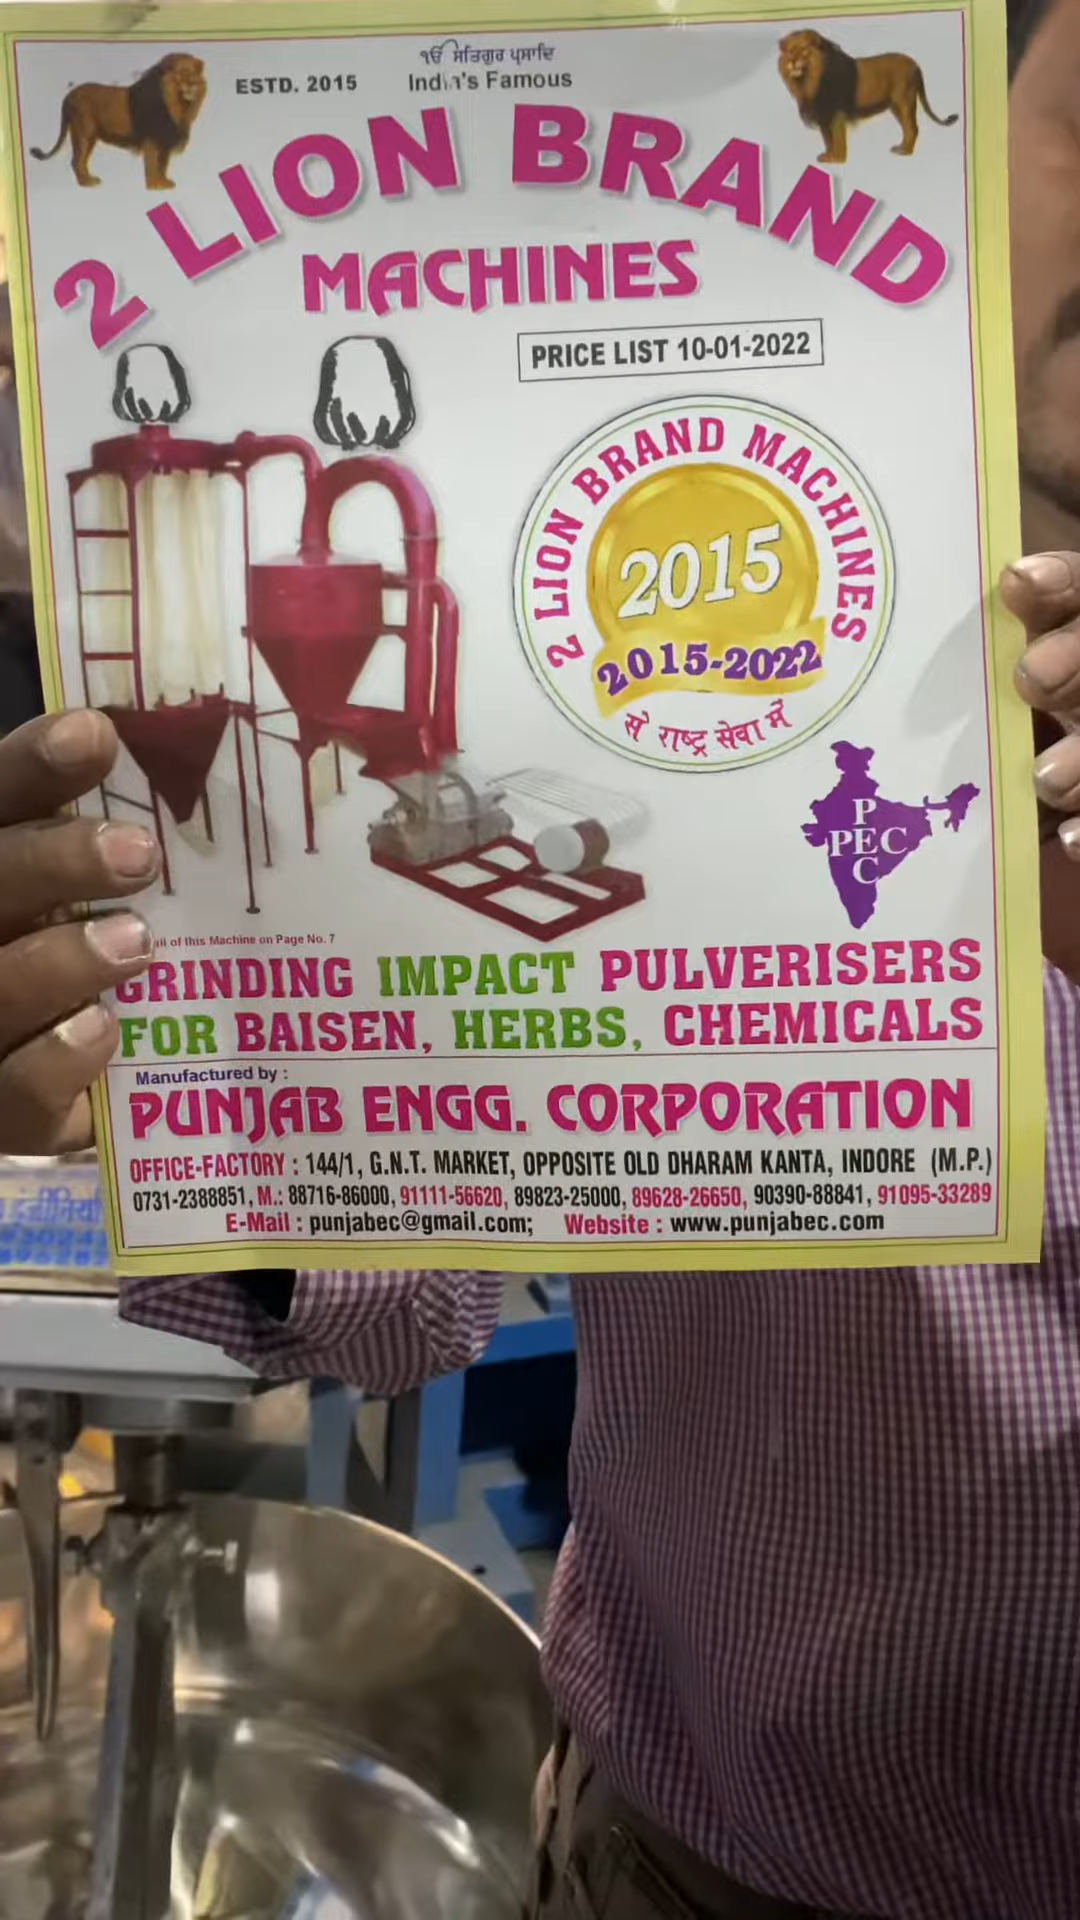 ੴ ਸਤਿਗੁਰ ਪ੍ਰਸਾਦਿ
ESTD. 2015
India's Famous
2 LION BRAND
MACHINES
PRICE LIST 10-01-2022
2 LION BRAND MACHINES
2015
2015-2022
से राष्ट्र सेवा में
P
PEC
C
of this Machine on Page No. 7
GRINDING IMPACT PULVERISERS
FOR BAISEN, HERBS, CHEMICALS
Manufactured by :
PUNJAB ENGG. CORPORATION
OFFICE-FACTORY : 144/1, G.N.T. MARKET, OPPOSITE OLD DHARAM KANTA, INDORE (M.P.)
0731-2388851, M.: 88716-86000, 91111-56620, 89823-25000, 89628-26650, 90390-88841, 91095-33289
E-Mail : punjabec@gmail.com; Website : www.punjabec.com